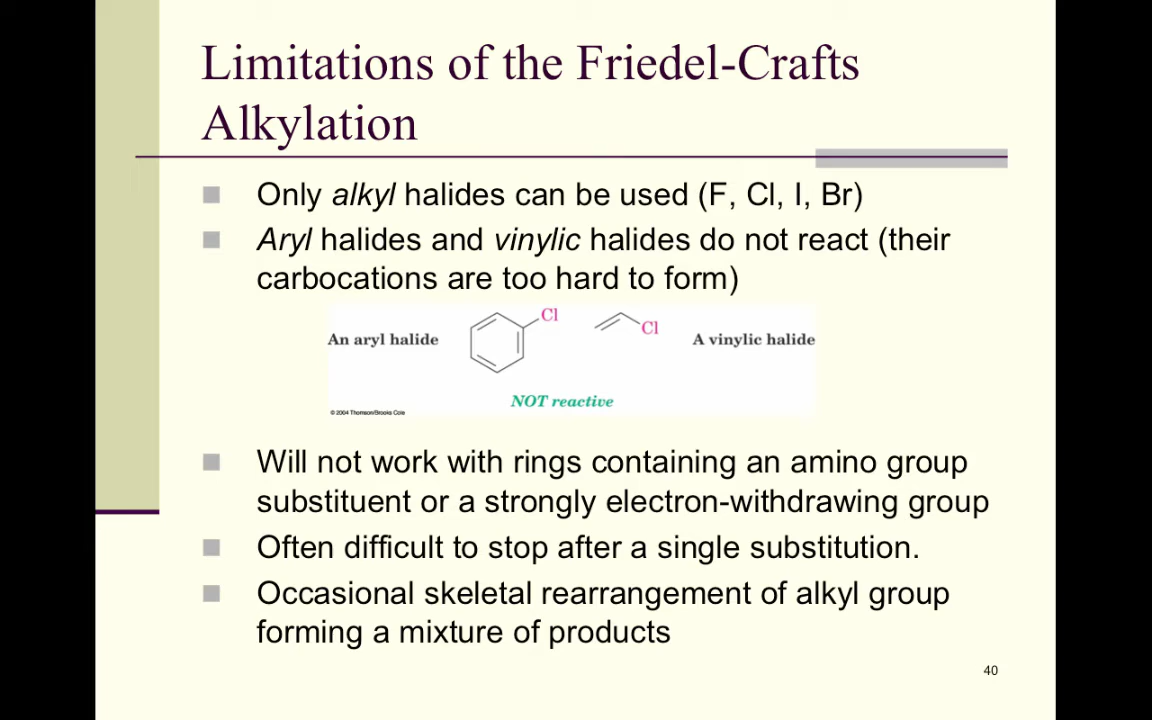 Limitations of the Friedel-Crafts
Alkylation
Only alkyl halides can be used (F, Cl, I, Br)
Aryl halides and vinylic halides do not react (their
carbocations are too hard to form)
Cl
Cl
An aryl halide
A vinylic halide
NOT reactive
© 2004 Thomson/Brooks Cole
Will not work with rings containing an amino group
substituent or a strongly electron-withdrawing group
Often difficult to stop after a single substitution.
Occasional skeletal rearrangement of alkyl group
forming a mixture of products
40